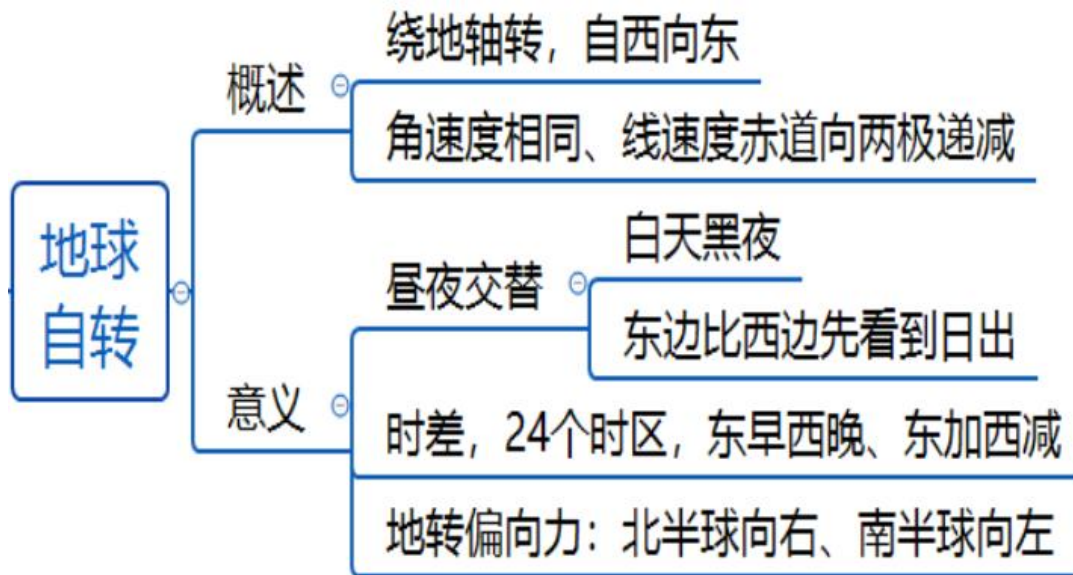 地球
自转
概述
绕地轴转，自西向东
角速度相同、线速度赤道向两极递减
意义
昼夜交替
白天黑夜
东边比西边先看到日出
时差，24个时区，东早西晚、东加西减
地转偏向力：北半球向右、南半球向左